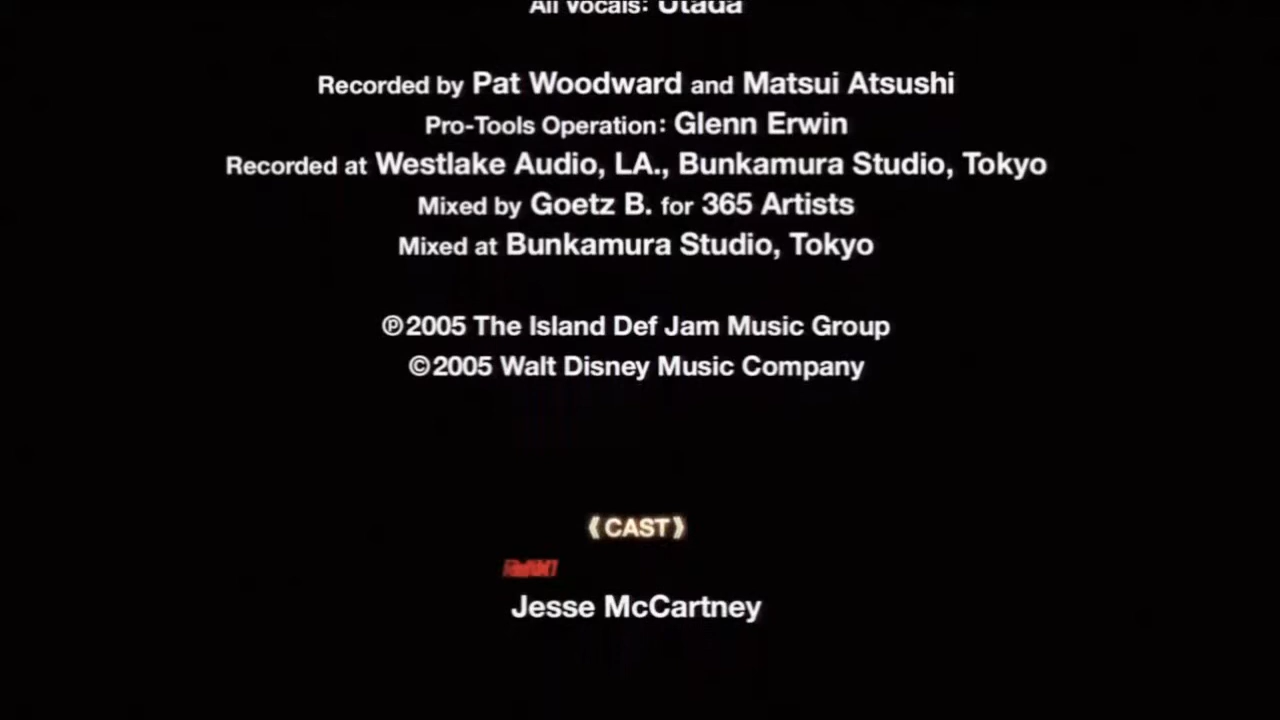 All Vocals: Utada
Recorded by Pat Woodward and Matsui Atsushi
Pro-Tools Operation: Glenn Erwin
Recorded at Westlake Audio, LA., Bunkamura Studio, Tokyo
Mixed by Goetz B. for 365 Artists
Mixed at Bunkamura Studio, Tokyo
℗2005 The Island Def Jam Music Group
©2005 Walt Disney Music Company
《CAST》
Jesse McCartney